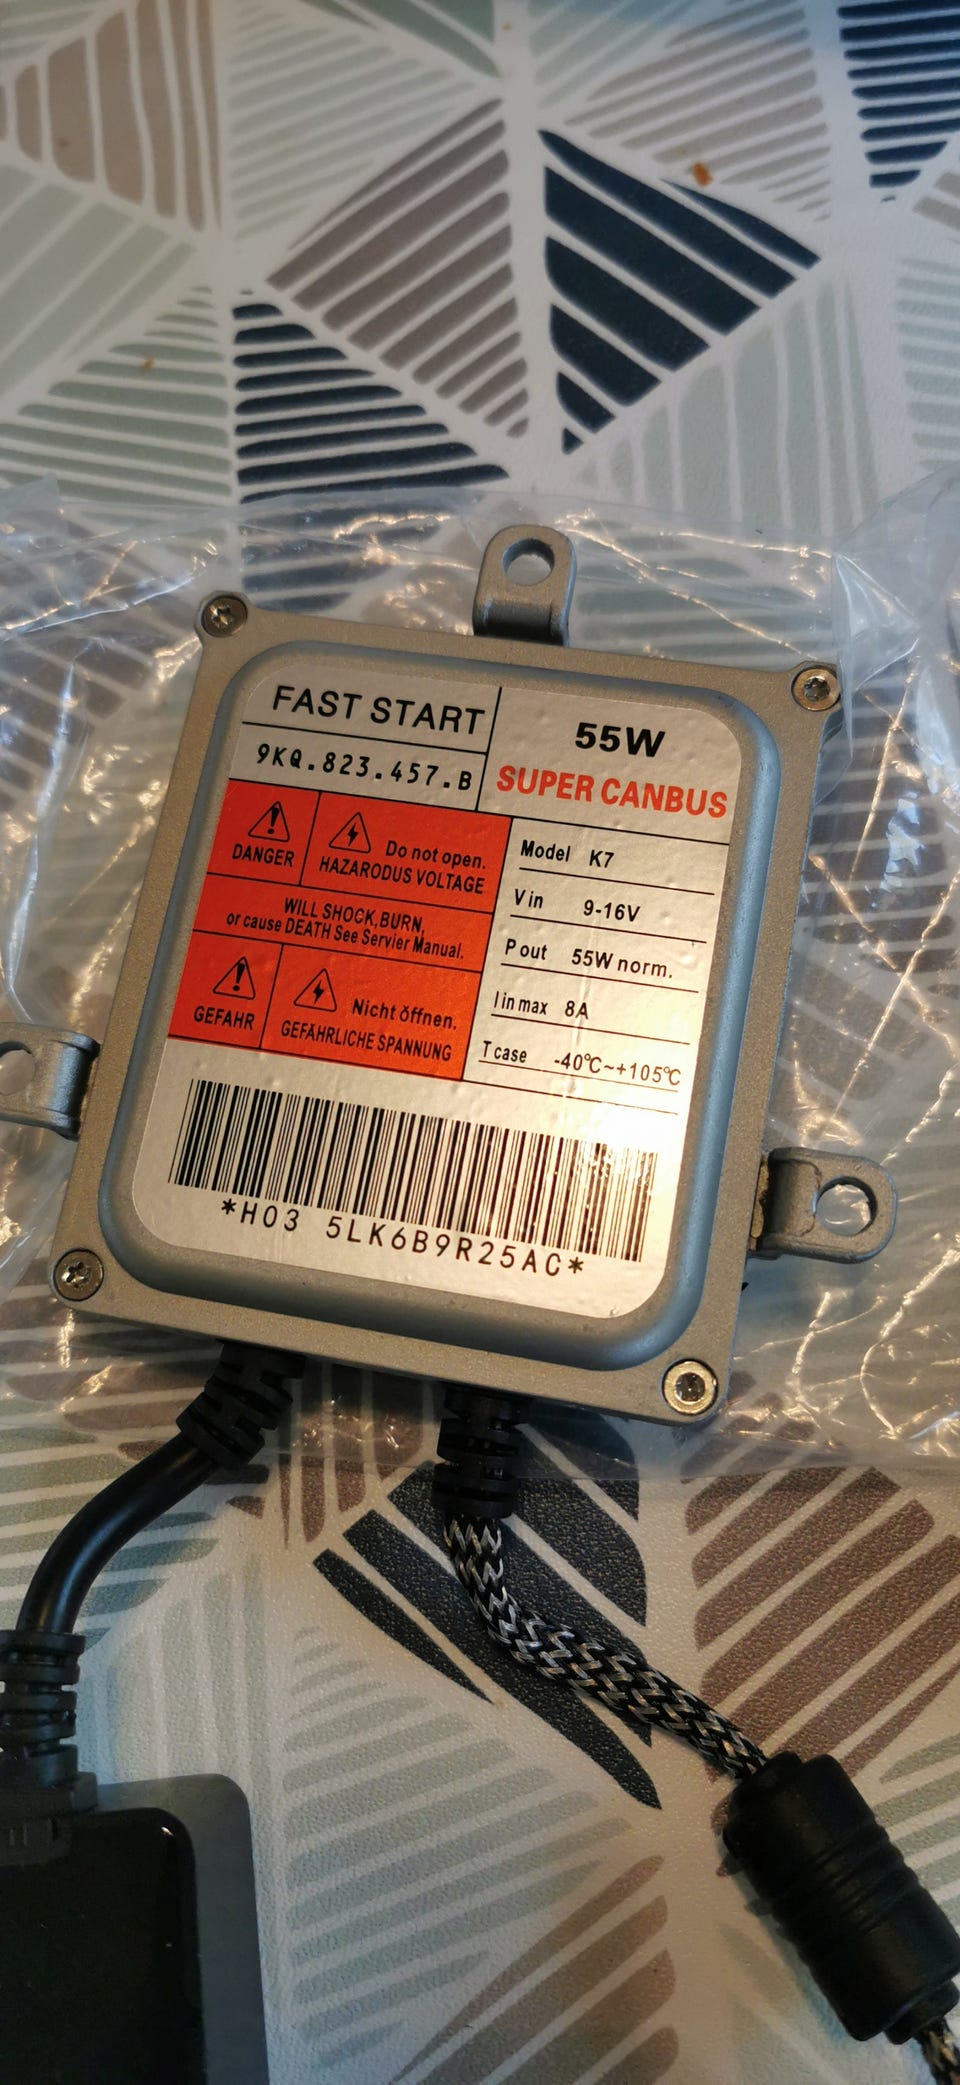 FAST START
9KQ.823.457.B
55W
SUPER CANBUS
DANGER
Do not open.
HAZARODUS VOLTAGE
WILL SHOCK,BURN,
or cause DEATH See Servier Manual.
GEFAHR
Nicht öffnen.
GEFÄHRLICHE SPANNUNG
Model K7
Vin 9-16V
Pout 55W norm.
Iin max 8A
Tcase -40℃~+105℃
*H03 5LK6B9R25AC*